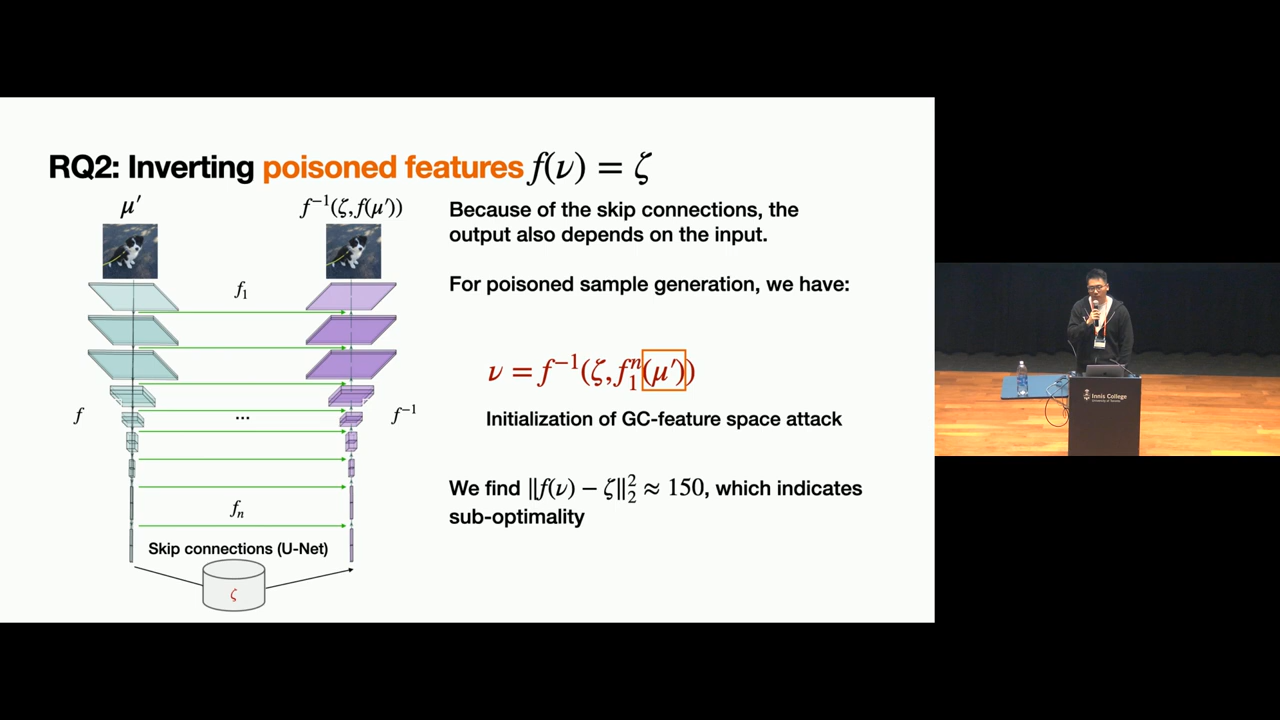 RQ2: Inverting poisoned features f(ν) = ζ
μ′
f⁻¹(ζ, f(μ′))
Because of the skip connections, the
output also depends on the input.
f₁
For poisoned sample generation, we have:
ν = f⁻¹(ζ, f₁ⁿ(μ′))
f
...
f⁻¹
Initialization of GC-feature space attack
We find ‖f(ν) − ζ‖₂² ≈ 150, which indicates
sub-optimality
fₙ
Skip connections (U-Net)
ζ
Innis College